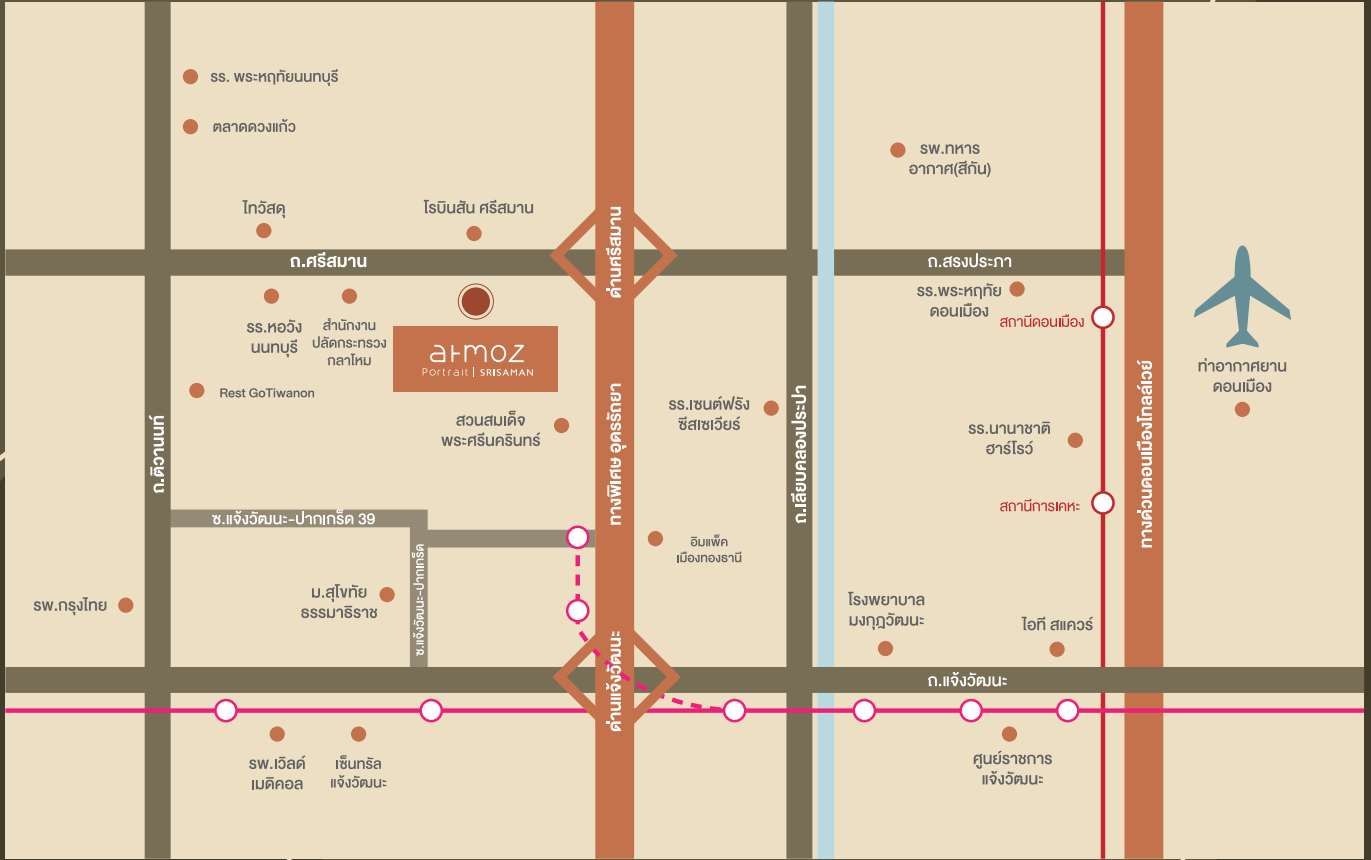 รร. พระหฤทัยนนทบุรี
ตลาดดวงแก้ว
รพ.ทหาร
อากาศ(สีกัน)
ไทวัสดุ
โรบินสัน ศรีสมาน
ด่านศรีสมาน
ถ.ศรีสมาน
ถ.สรงประภา
รร.หอวัง
นนทบุรี
สำนักงาน
ปลัดกระทรวง
กลาโหม
atmoz
Portrait | SRISAMAN
รร.พระหฤทัย
ดอนเมือง
สถานีดอนเมือง
ท่าอากาศยาน
ดอนเมือง
Rest GoTiwanon
สวนสมเด็จ
พระศรีนครินทร์
รร.เซนต์ฟรัง
ซีสเซเวียร์
รร.นานาชาติ
ฮาร์โรว์
ถ.ติวานนท์
ทางพิเศษ อุดรรัถยา
ถ.เลียบคลองประปา
ทางด่วนดอนเมืองโทลล์เวย์
สถานีการเคหะ
ซ.แจ้งวัฒนะ-ปากเกร็ด 39
ซ.แจ้งวัฒนะ-ปากเกร็ด
อิมแพ็ค
เมืองทองธานี
รพ.กรุงไทย
ม.สุโขทัย
ธรรมาธิราช
โรงพยาบาล
มงกุฎวัฒนะ
ไอที สแควร์
ด่านแจ้งวัฒนะ
ถ.แจ้งวัฒนะ
รพ.เวิลด์
เมดิคอล
เซ็นทรัล
แจ้งวัฒนะ
ศูนย์ราชการ
แจ้งวัฒนะ